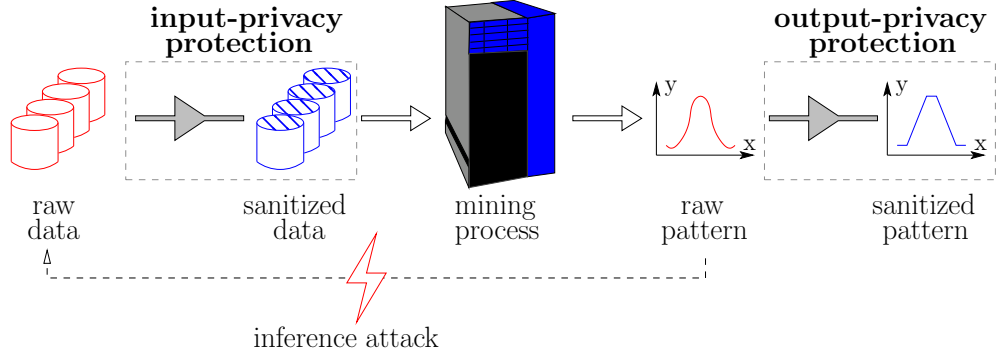 input-privacy
protection
output-privacy
protection
y
x
y
x
raw
data
sanitized
data
mining
process
raw
pattern
sanitized
pattern
inference attack